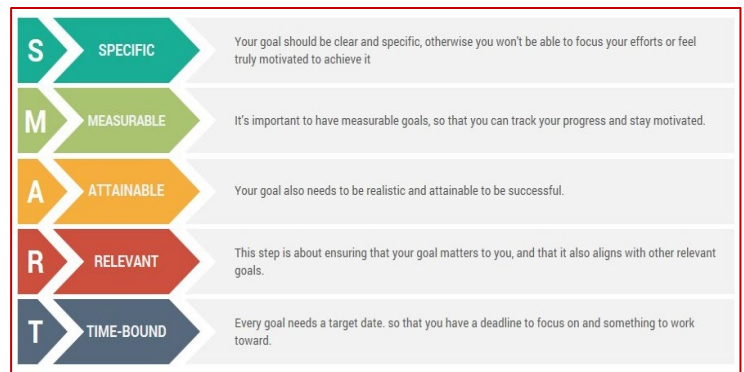 S SPECIFIC Your goal should be clear and specific, otherwise you won't be able to focus your efforts or feel
truly motivated to achieve it
M MEASURABLE It's important to have measurable goals, so that you can track your progress and stay motivated.
A ATTAINABLE Your goal also needs to be realistic and attainable to be successful.
R RELEVANT This step is about ensuring that your goal matters to you, and that it also aligns with other relevant
goals.
T TIME-BOUND Every goal needs a target date. so that you have a deadline to focus on and something to work
toward.